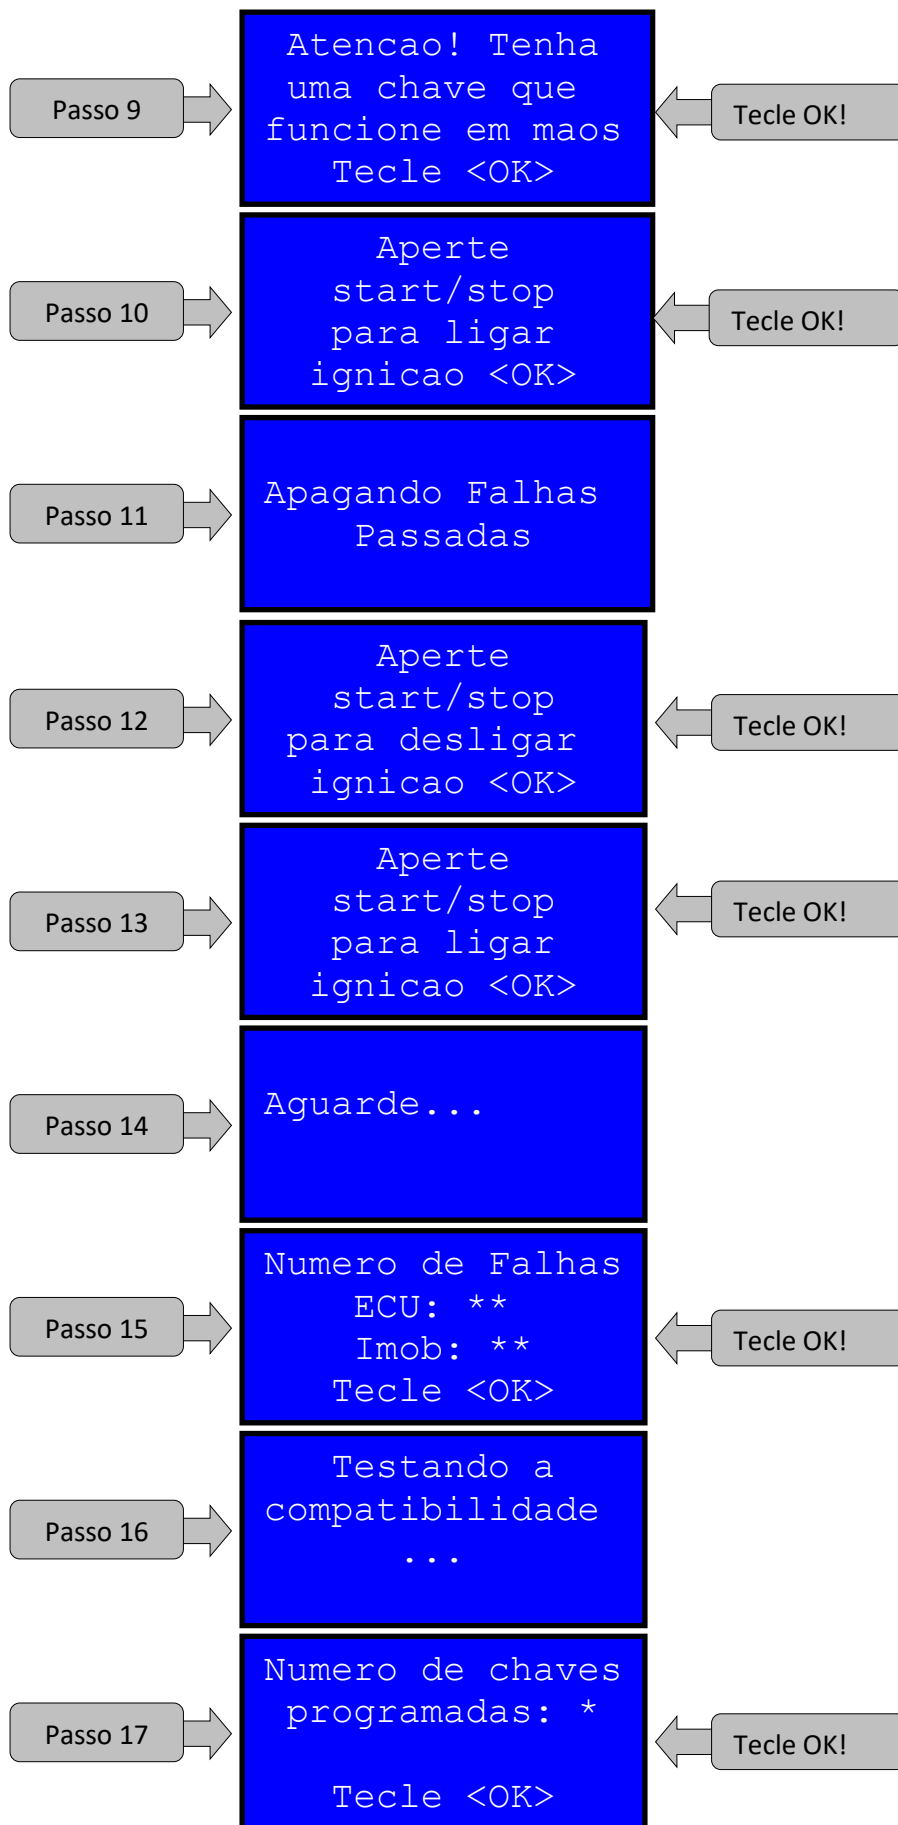 Passo 9
Atencao! Tenha
uma chave que
funcione em maos
Tecle <OK>
Tecle OK!
Passo 10
Aperte
start/stop
para ligar
ignicao <OK>
Tecle OK!
Passo 11
Apagando Falhas
Passadas
Passo 12
Aperte
start/stop
para desligar
ignicao <OK>
Tecle OK!
Passo 13
Aperte
start/stop
para ligar
ignicao <OK>
Tecle OK!
Passo 14
Aguarde...
Passo 15
Numero de Falhas
ECU: **
Imob: **
Tecle <OK>
Tecle OK!
Passo 16
Testando a
compatibilidade
...
Passo 17
Numero de chaves
programadas: *
Tecle <OK>
Tecle OK!